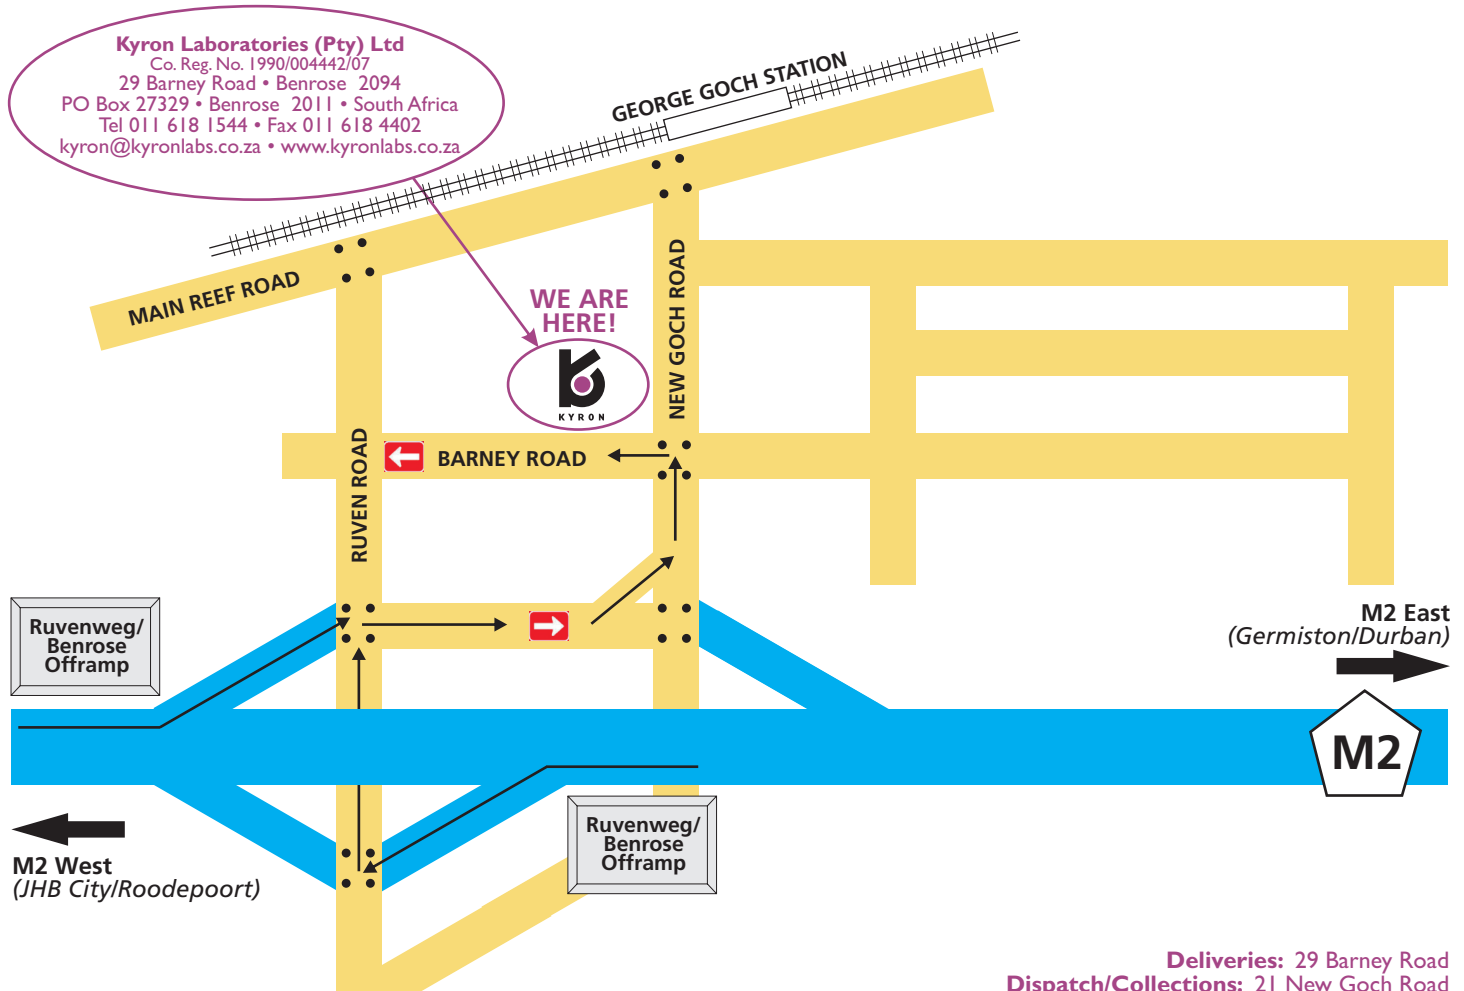 Kyron Laboratories (Pty) Ltd
Co. Reg. No. 1990/004442/07
29 Barney Road • Benrose 2094
PO Box 27329 • Benrose 2011 • South Africa
Tel 011 618 1544 • Fax 011 618 4402
kyron@kyronlabs.co.za • www.kyronlabs.co.za
GEORGE GOCH STATION
MAIN REEF ROAD
WE ARE
HERE!
KYRON
NEW GOCH ROAD
RUVEN ROAD
BARNEY ROAD
Ruvenweg/
Benrose
Offramp
M2 East
(Germiston/Durban)
M2
M2 West
(JHB City/Roodepoort)
Ruvenweg/
Benrose
Offramp
Deliveries: 29 Barney Road
Dispatch/Collections: 21 New Goch Road